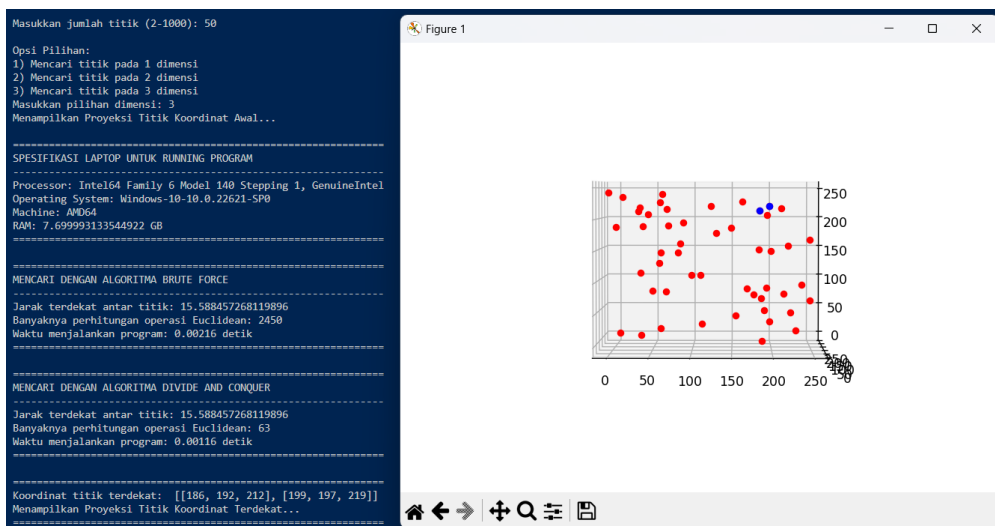 Masukkan jumlah titik (2-1000): 50
Opsi Pilihan:
1) Mencari titik pada 1 dimensi
2) Mencari titik pada 2 dimensi
3) Mencari titik pada 3 dimensi
Masukkan pilihan dimensi: 3
Menampilkan Proyeksi Titik Koordinat Awal...
================================================================
SPESIFIKASI LAPTOP UNTUK RUNNING PROGRAM
----------------------------------------------------------------
Processor: Intel64 Family 6 Model 140 Stepping 1, GenuineIntel
Operating System: Windows-10-10.0.22621-SP0
Machine: AMD64
RAM: 7.699993133544922 GB
================================================================
================================================================
MENCARI DENGAN ALGORITMA BRUTE FORCE
----------------------------------------------------------------
Jarak terdekat antar titik: 15.588457268119896
Banyaknya perhitungan operasi Euclidean: 2450
Waktu menjalankan program: 0.00216 detik
================================================================
================================================================
MENCARI DENGAN ALGORITMA DIVIDE AND CONQUER
----------------------------------------------------------------
Jarak terdekat antar titik: 15.588457268119896
Banyaknya perhitungan operasi Euclidean: 63
Waktu menjalankan program: 0.00116 detik
================================================================
================================================================
Koordinat titik terdekat:  [[186, 192, 212], [199, 197, 219]]
Menampilkan Proyeksi Titik Koordinat Terdekat...
================================================================
Figure 1
250
200
150
100
50
0
0 50 100 150 200 250